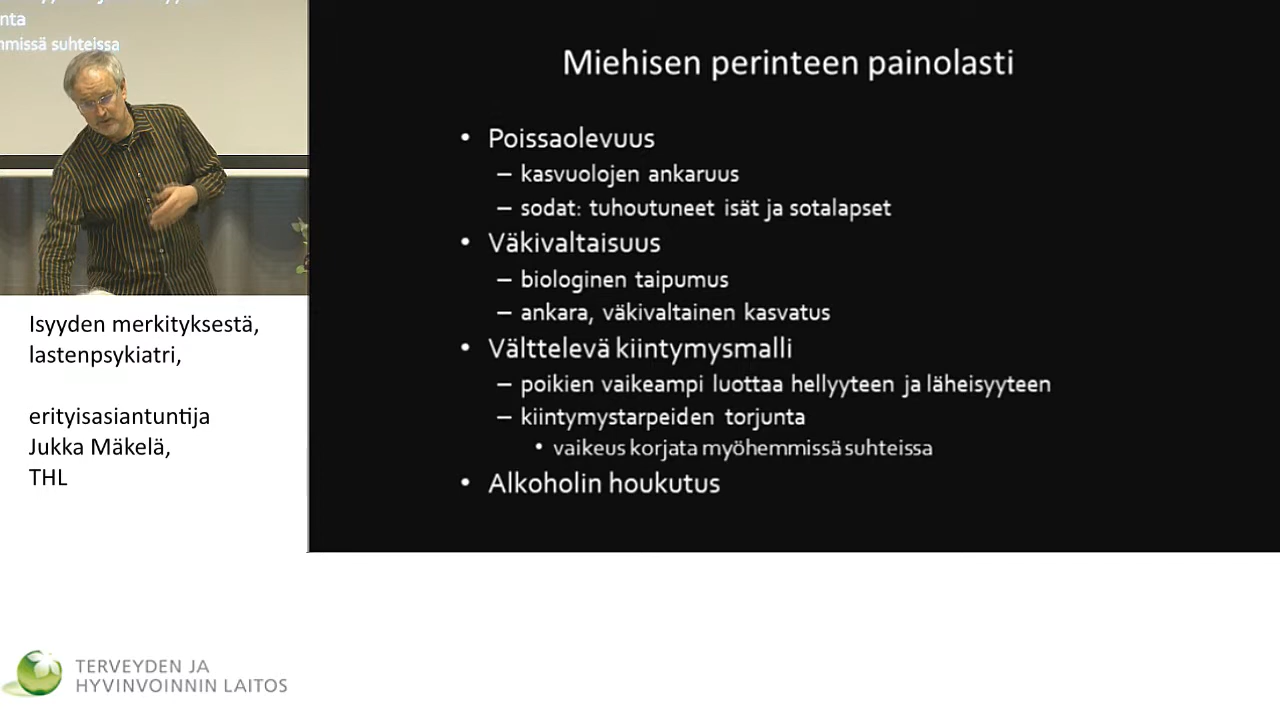 nta
missä suhteissa
Miehisen perinteen painolasti
• Poissaolevuus
– kasvuolojen ankaruus
– sodat: tuhoutuneet isät ja sotalapset
• Väkivaltaisuus
– biologinen taipumus
– ankara, väkivaltainen kasvatus
• Välttelevä kiintymysmalli
– poikien vaikeampi luottaa hellyyteen ja läheisyyteen
– kiintymystarpeiden torjunta
• vaikeus korjata myöhemmissä suhteissa
• Alkoholin houkutus
Isyyden merkityksestä,
lastenpsykiatri,
erityisasiantuntija
Jukka Mäkelä,
THL
TERVEYDEN JA
HYVINVOINNIN LAITOS